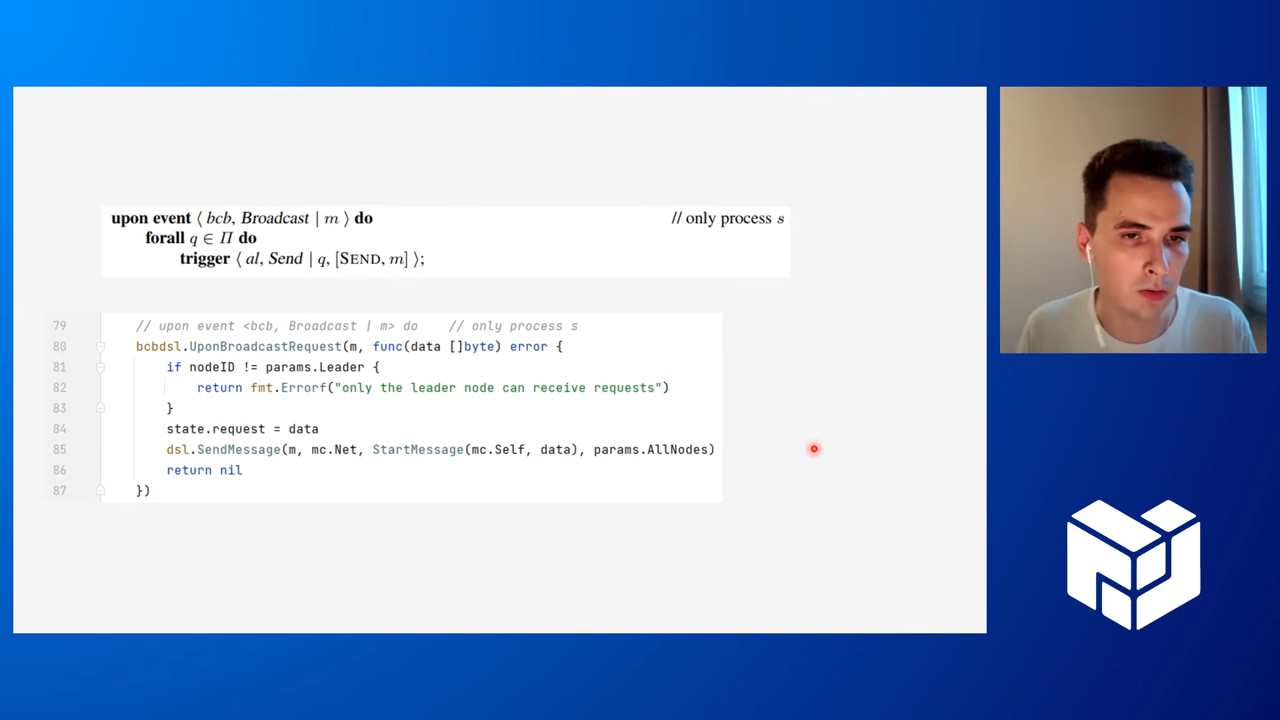 upon event ⟨ bcb, Broadcast | m ⟩ do // only process s
forall q ∈ Π do
trigger ⟨ al, Send | q, [SEND, m] ⟩;
79 // upon event <bcb, Broadcast | m> do // only process s
80 bcbdsl.UponBroadcastRequest(m, func(data []byte) error {
81 if nodeID != params.Leader {
82 return fmt.Errorf("only the leader node can receive requests")
83 }
84 state.request = data
85 dsl.SendMessage(m, mc.Net, StartMessage(mc.Self, data), params.AllNodes)
86 return nil
87 })